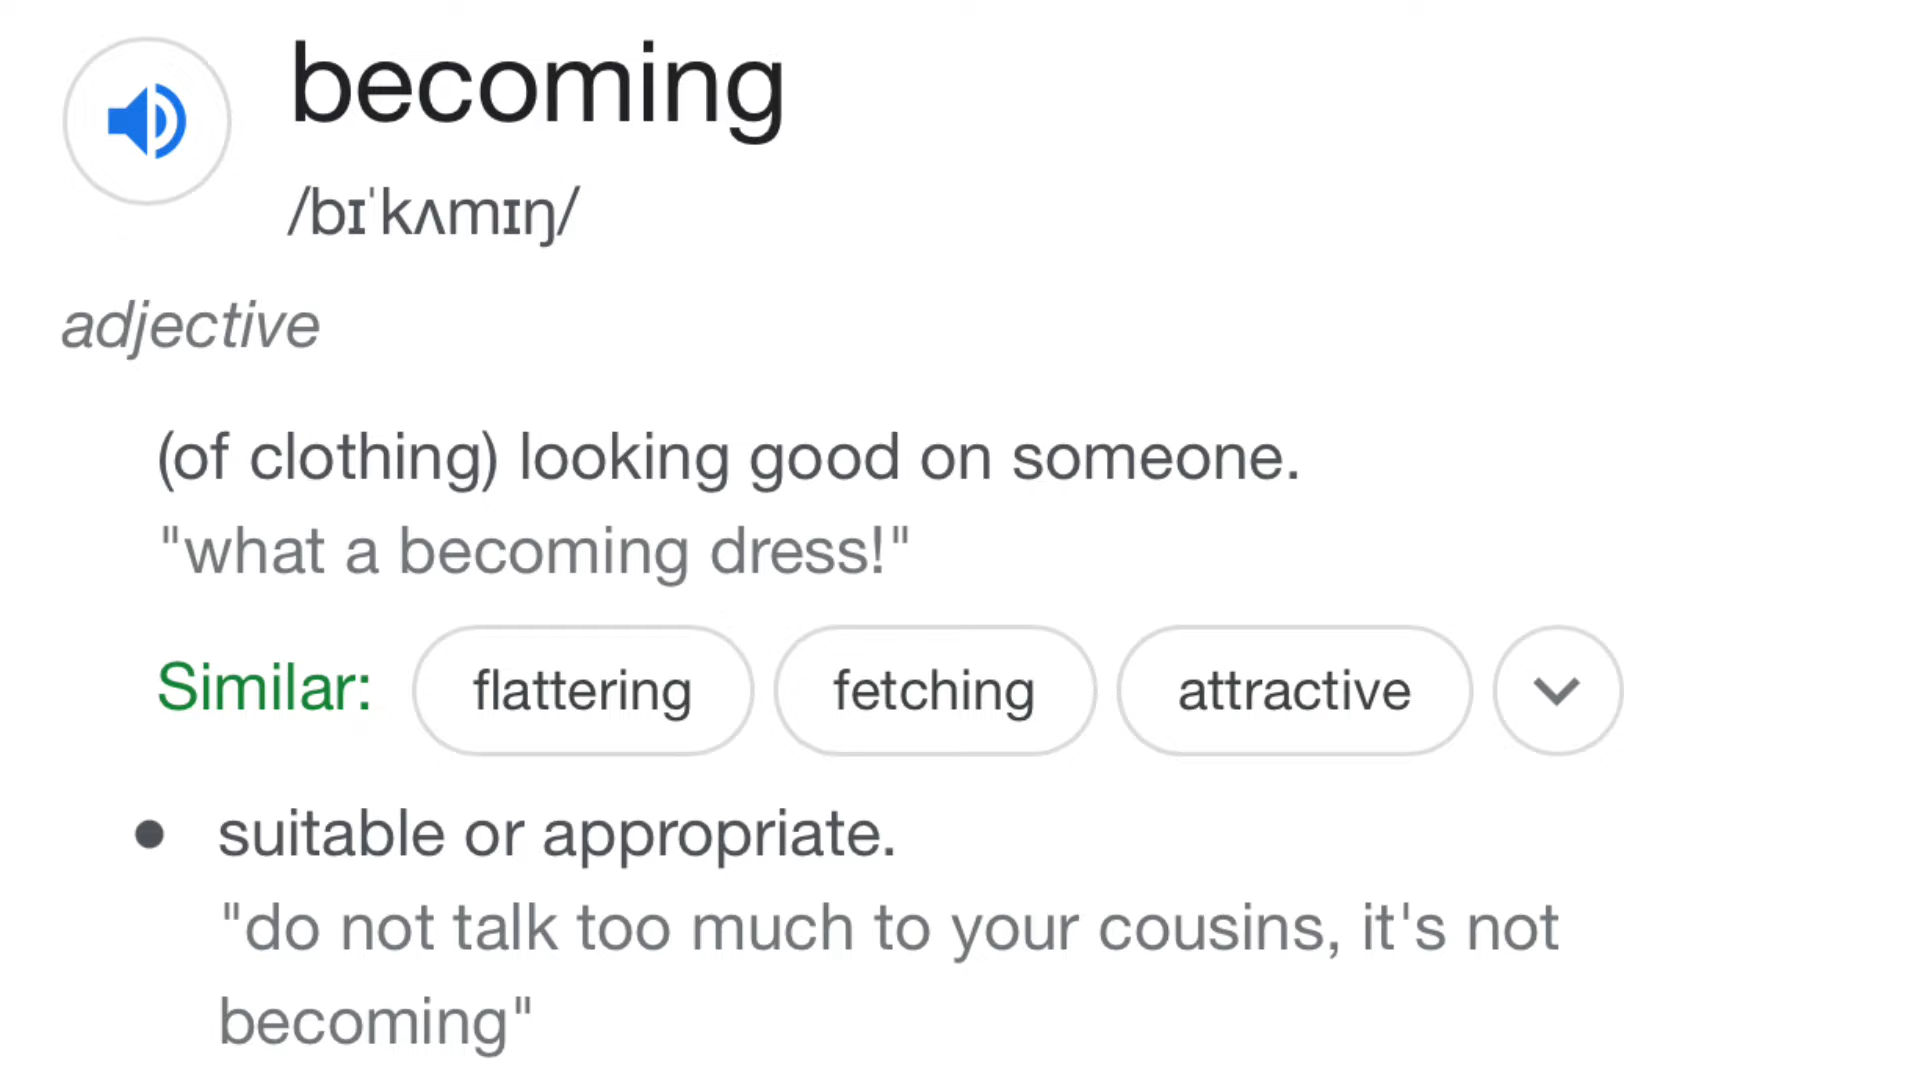 becoming
/bɪˈkʌmɪŋ/
adjective
(of clothing) looking good on someone.
"what a becoming dress!"
Similar: flattering fetching attractive
suitable or appropriate.
"do not talk too much to your cousins, it's not
becoming"